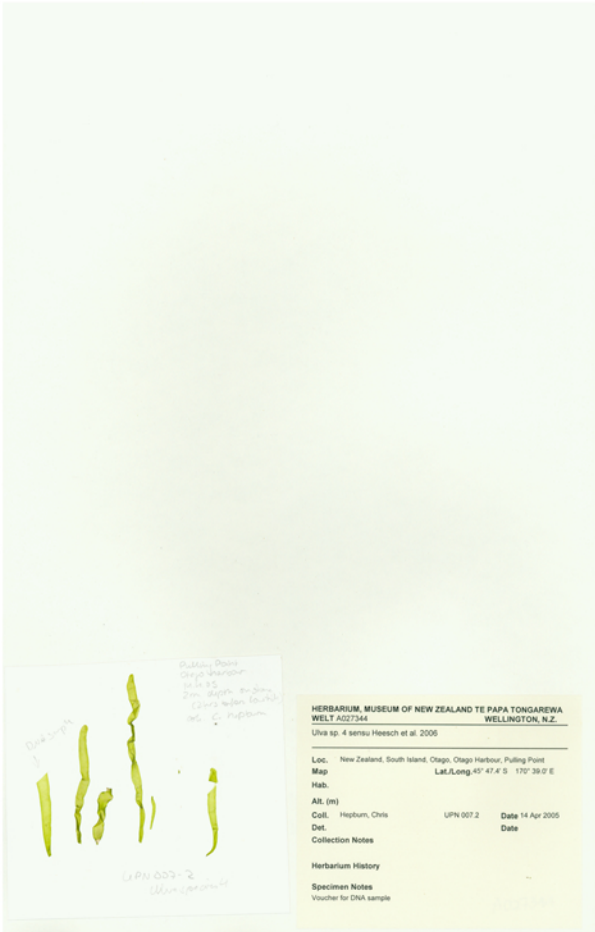 Pulling Point
Otago Harbour
2m depth
C. Hepburn
UPN 007-2
HERBARIUM, MUSEUM OF NEW ZEALAND TE PAPA TONGAREWA
WELT A027344 WELLINGTON, N.Z.
Ulva sp. 4 sensu Heesch et al. 2006
Loc. New Zealand, South Island, Otago, Otago Harbour, Pulling Point
Map Lat./Long. 45° 47.4' S 170° 39.0' E
Hab.
Alt. (m)
Coll. Hepburn, Chris UPN 007.2 Date 14 Apr 2005
Det. Date
Collection Notes
Herbarium History
Specimen Notes
Voucher for DNA sample